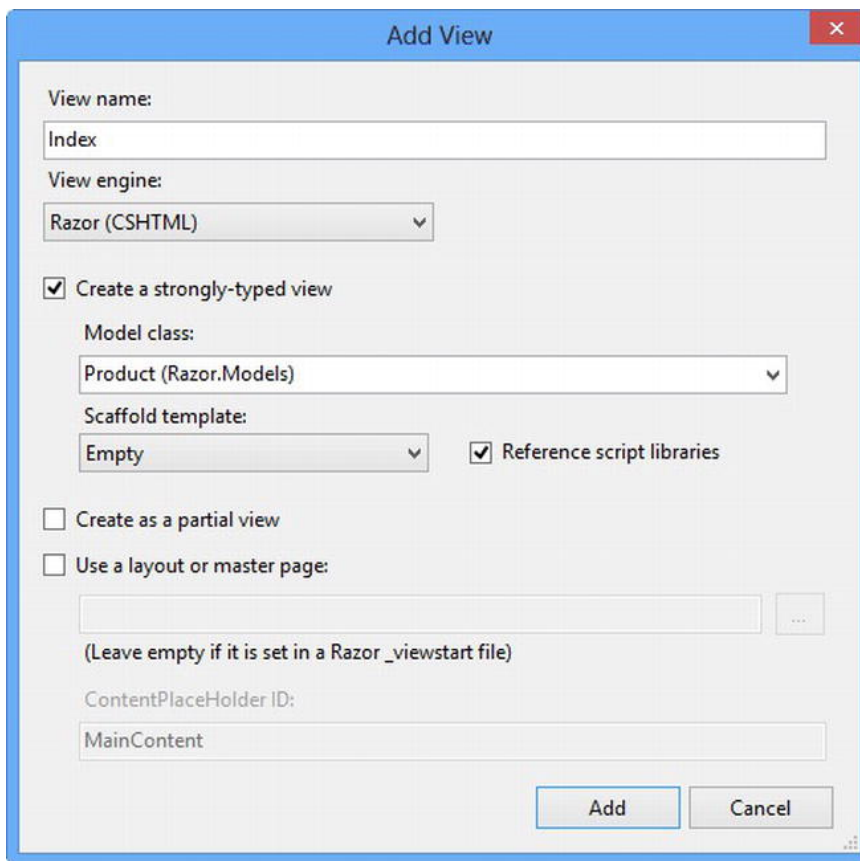 Add View
View name:
Index
View engine:
Razor (CSHTML)
Create a strongly-typed view
Model class:
Product (Razor.Models)
Scaffold template:
Empty
Reference script libraries
Create as a partial view
Use a layout or master page:
...
(Leave empty if it is set in a Razor _viewstart file)
ContentPlaceHolder ID:
MainContent
Add
Cancel